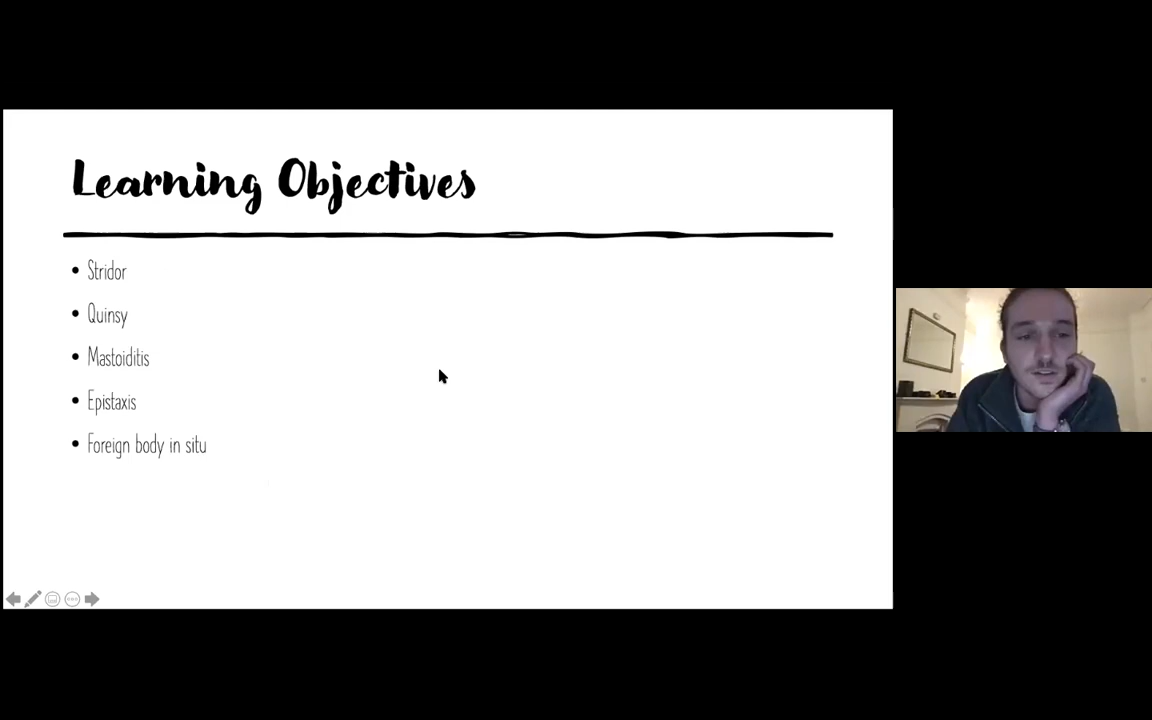 Learning Objectives
• Stridor
• Quinsy
• Mastoiditis
• Epistaxis
• Foreign body in situ